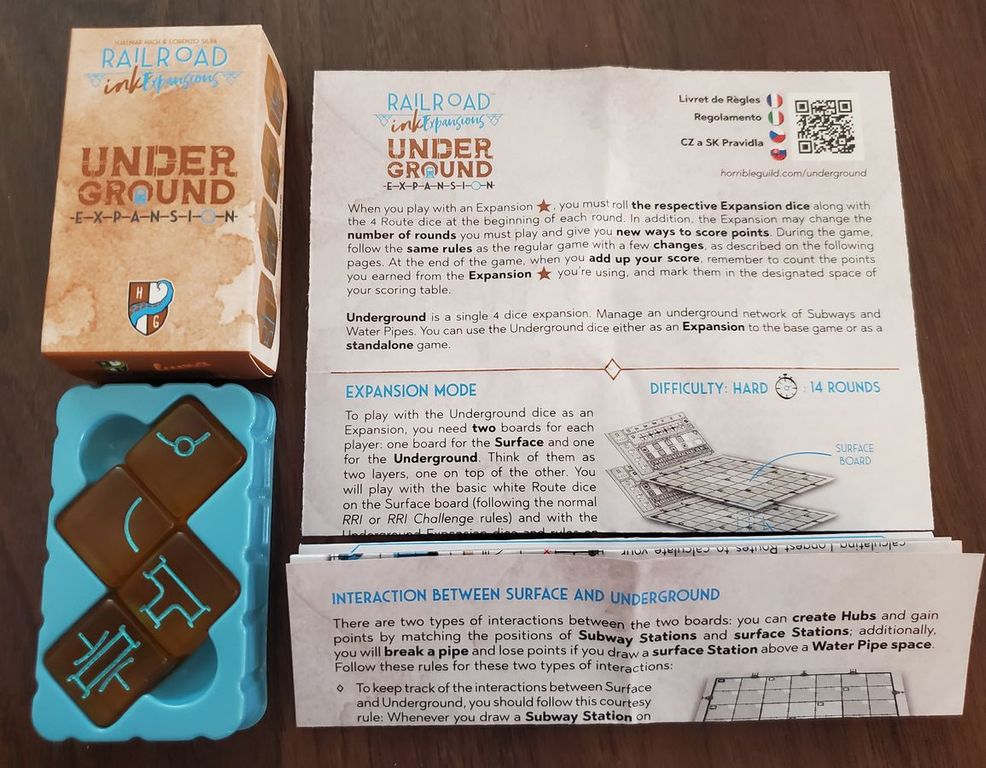 HJALMAR HACH & LORENZO SILVA
RAILROAD
ink Expansions
UNDER
GROUND
EXPANSION
H
G
RAILROAD
ink Expansions
UNDER
GROUND
EXPANSION
Livret de Règles
Regolamento
CZ a SK Pravidla
horribleguild.com/underground
When you play with an Expansion ★, you must roll the respective Expansion dice along with
the 4 Route dice at the beginning of each round. In addition, the Expansion may change the
number of rounds you must play and give you new ways to score points. During the game,
follow the same rules as the regular game with a few changes, as described on the following
pages. At the end of the game, when you add up your score, remember to count the points
you earned from the Expansion ★ you're using, and mark them in the designated space of
your scoring table.
Underground is a single 4 dice expansion. Manage an underground network of Subways and
Water Pipes. You can use the Underground dice either as an Expansion to the base game or as a
standalone game.
EXPANSION MODE
DIFFICULTY: HARD : 14 ROUNDS
To play with the Underground dice as an
Expansion, you need two boards for each
player: one board for the Surface and one
for the Underground. Think of them as
two layers, one on top of the other. You
will play with the basic white Route dice
on the Surface board (following the normal
RRI or RRI Challenge rules) and with the
Underground Expansion dice and rules on
SURFACE
BOARD
calculating Longest Routes to calculate your
INTERACTION BETWEEN SURFACE AND UNDERGROUND
There are two types of interactions between the two boards: you can create Hubs and gain
points by matching the positions of Subway Stations and surface Stations; additionally,
you will break a pipe and lose points if you draw a surface Station above a Water Pipe space.
Follow these rules for these two types of interactions:
◊ To keep track of the interactions between Surface
and Underground, you should follow this courtesy
rule: Whenever you draw a Subway Station on